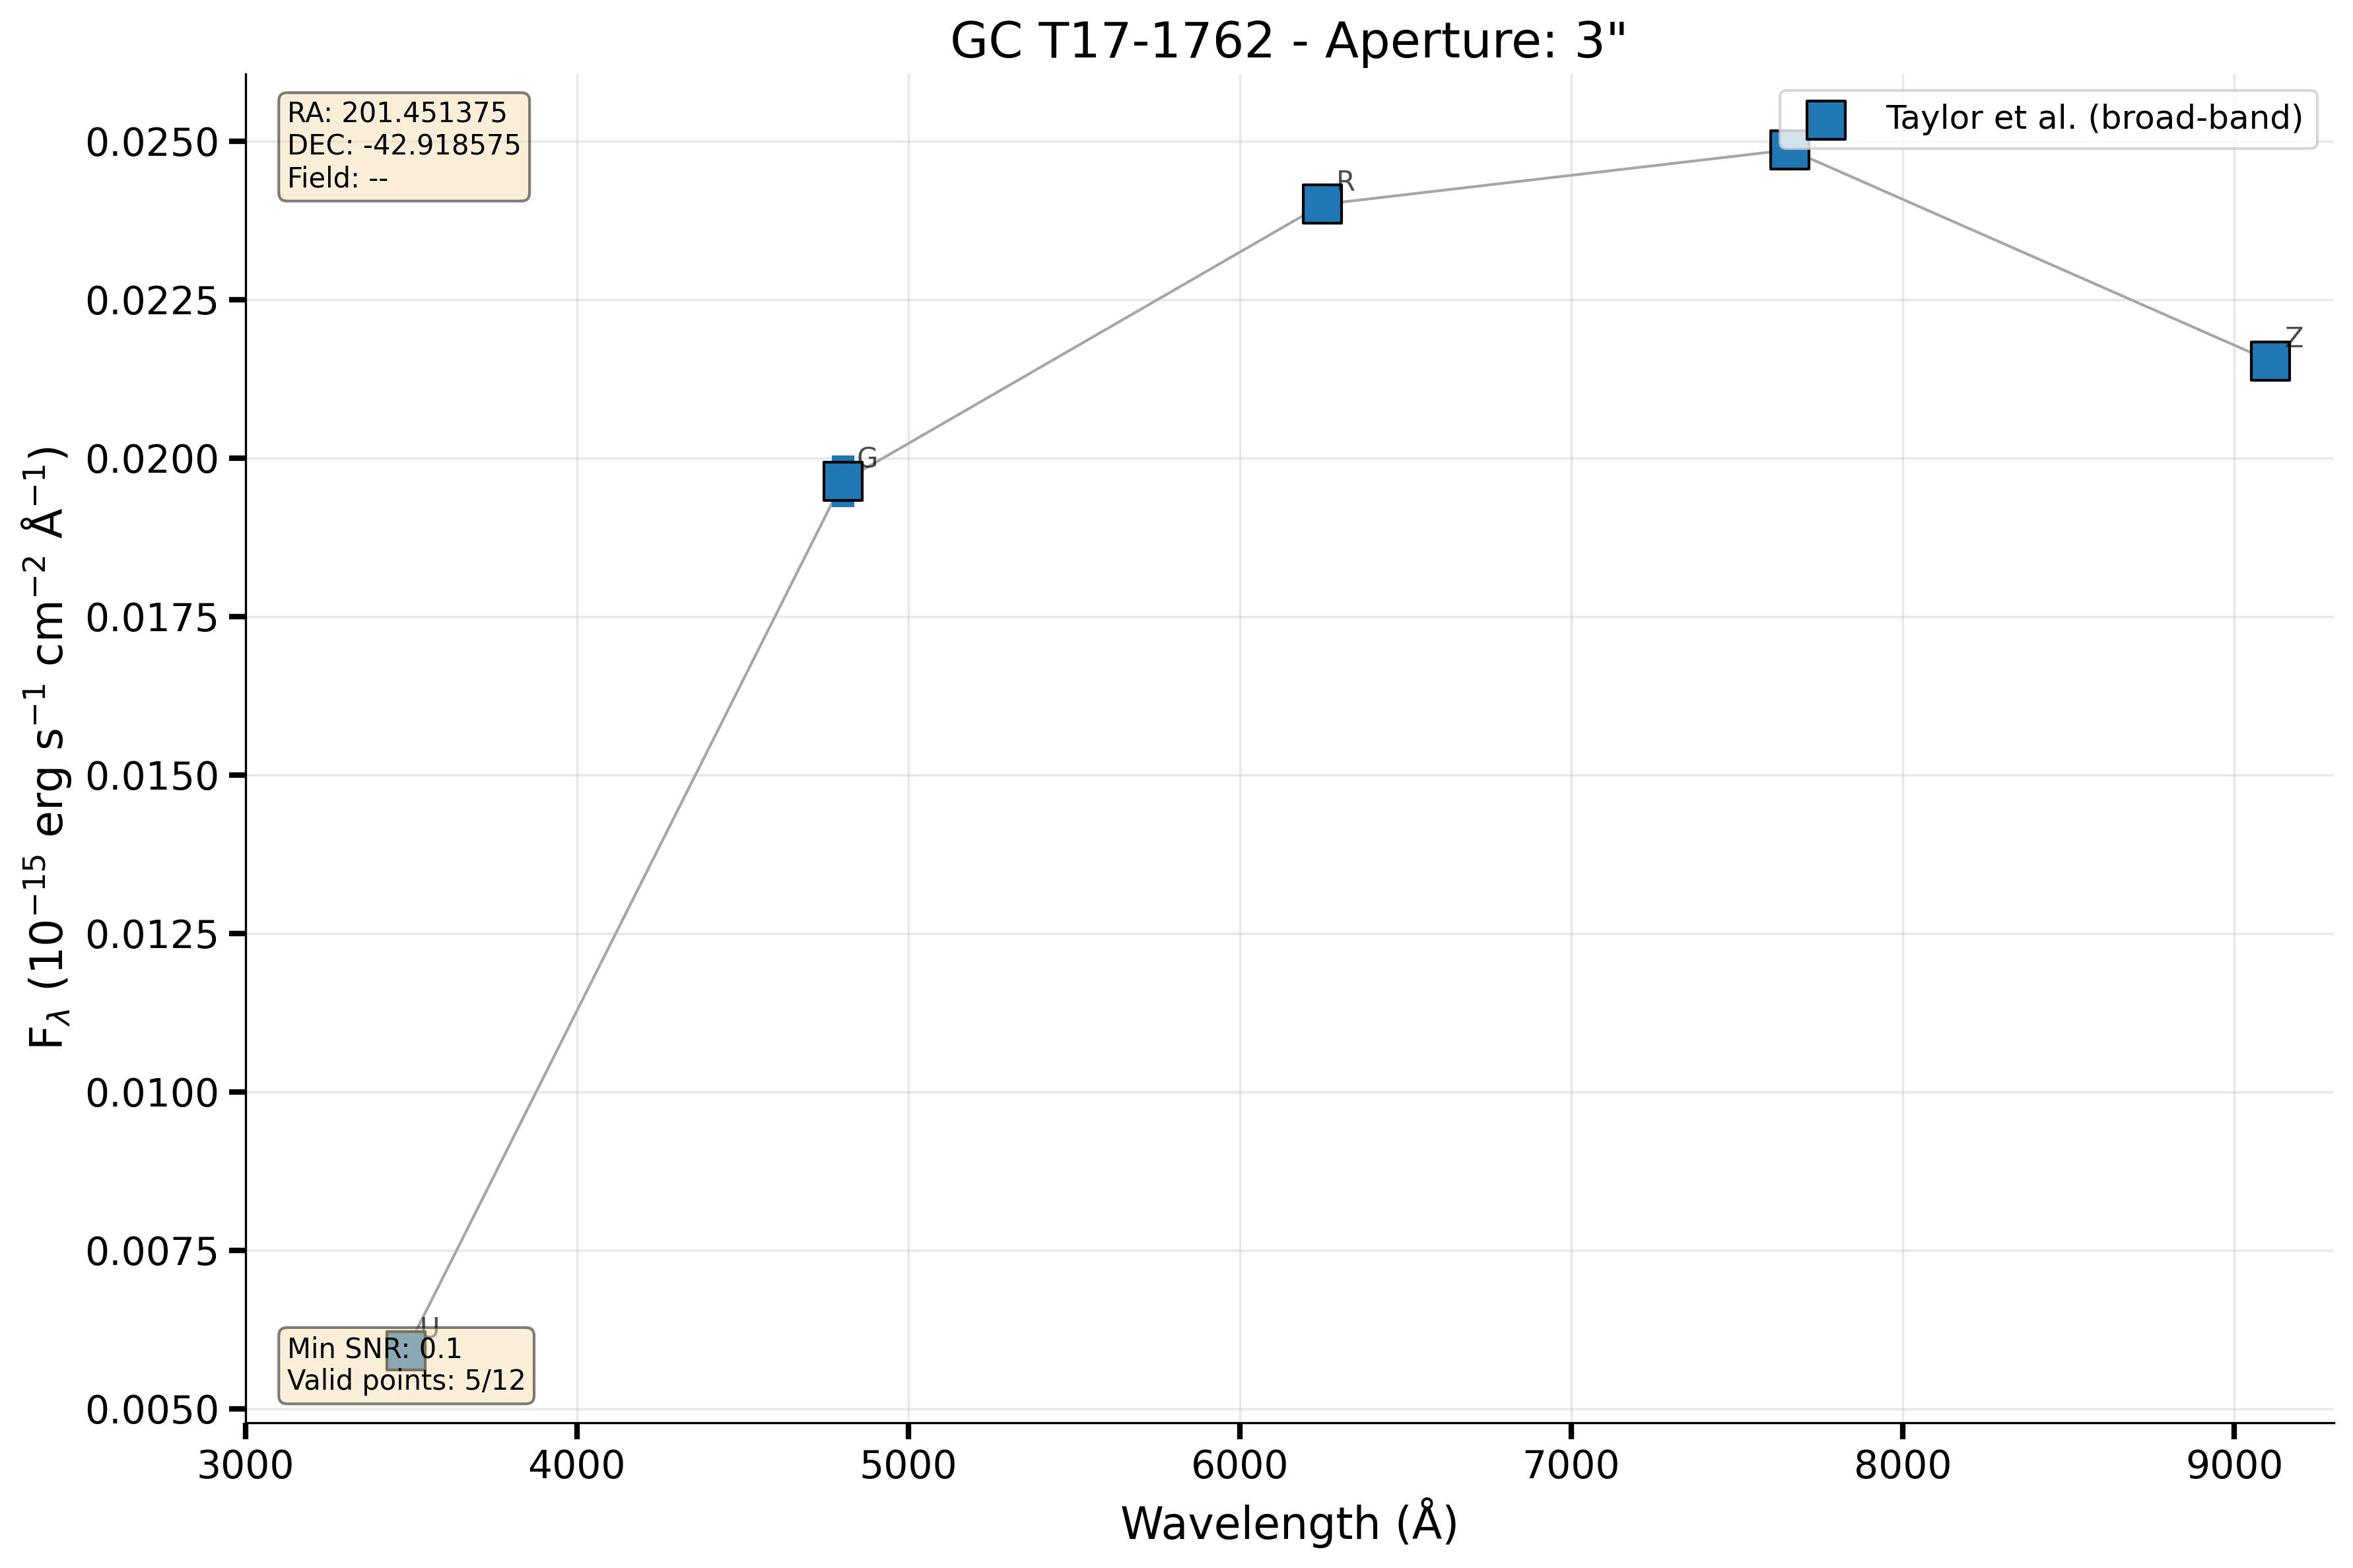 GC T17-1762 - Aperture: 3"
RA: 201.451375
DEC: -42.918575
Field: --
Taylor et al. (broad-band)
R
Z
G
U
Min SNR: 0.1
Valid points: 5/12
F_λ (10⁻¹⁵ erg s⁻¹ cm⁻² Å⁻¹)
0.0250
0.0225
0.0200
0.0175
0.0150
0.0125
0.0100
0.0075
0.0050
3000 4000 5000 6000 7000 8000 9000
Wavelength (Å)